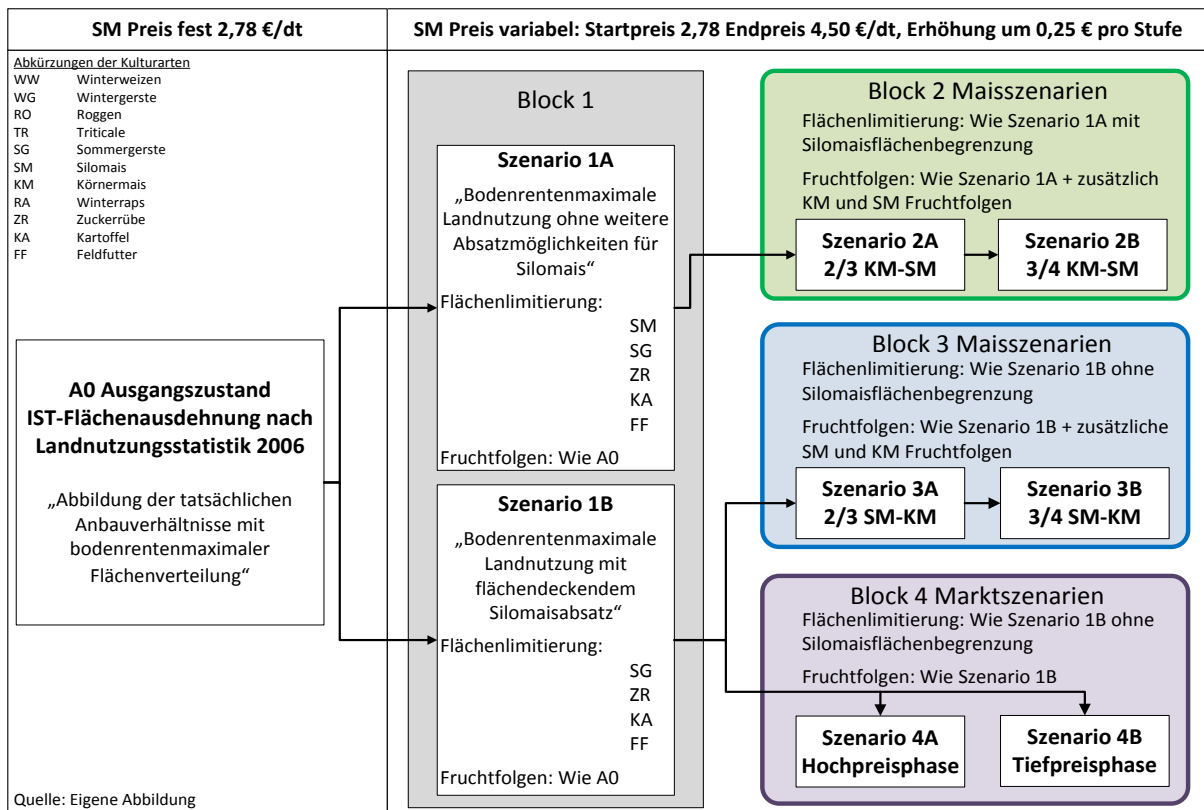 SM Preis fest 2,78 €/dt
SM Preis variabel: Startpreis 2,78 Endpreis 4,50 €/dt, Erhöhung um 0,25 € pro Stufe
Abkürzungen der Kulturarten
WW Winterweizen
WG Wintergerste
RO Roggen
TR Triticale
SG Sommergerste
SM Silomais
KM Körnermais
RA Winterraps
ZR Zuckerrübe
KA Kartoffel
FF Feldfutter
A0 Ausgangszustand
IST-Flächenausdehnung nach
Landnutzungsstatistik 2006
„Abbildung der tatsächlichen
Anbauverhältnisse mit
bodenrentenmaximaler
Flächenverteilung“
Quelle: Eigene Abbildung
Block 1
Szenario 1A
„Bodenrentenmaximale
Landnutzung ohne weitere
Absatzmöglichkeiten für
Silomais“
Flächenlimitierung:
SM
SG
ZR
KA
FF
Fruchtfolgen: Wie A0
Szenario 1B
„Bodenrentenmaximale
Landnutzung mit
flächendeckendem
Silomaisabsatz“
Flächenlimitierung:
SG
ZR
KA
FF
Fruchtfolgen: Wie A0
Block 2 Maisszenarien
Flächenlimitierung: Wie Szenario 1A mit
Silomaisflächenbegrenzung
Fruchtfolgen: Wie Szenario 1A + zusätzlich
KM und SM Fruchtfolgen
Szenario 2A
2/3 KM-SM
Szenario 2B
3/4 KM-SM
Block 3 Maisszenarien
Flächenlimitierung: Wie Szenario 1B ohne
Silomaisflächenbegrenzung
Fruchtfolgen: Wie Szenario 1B + zusätzliche
SM und KM Fruchtfolgen
Szenario 3A
2/3 SM-KM
Szenario 3B
3/4 SM-KM
Block 4 Marktszenarien
Flächenlimitierung: Wie Szenario 1B ohne
Silomaisflächenbegrenzung
Fruchtfolgen: Wie Szenario 1B
Szenario 4A
Hochpreisphase
Szenario 4B
Tiefpreisphase